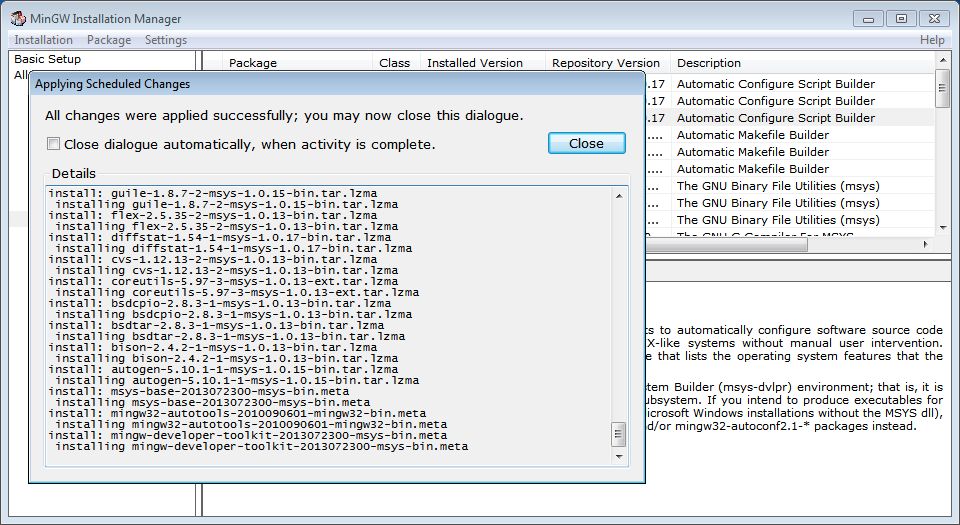 MinGW Installation Manager
Installation Package Settings Help
Basic Setup
All
Package Class Installed Version Repository Version Description
.17 Automatic Configure Script Builder
Automatic Configure Script Builder
.17 Automatic Configure Script Builder
.... Automatic Makefile Builder
.... Automatic Makefile Builder
.... Automatic Makefile Builder
.... The GNU Binary File Utilities (msys)
.... The GNU Binary File Utilities (msys)
.... The GNU Binary File Utilities (msys)
Applying Scheduled Changes
All changes were applied successfully; you may now close this dialogue.
Close dialogue automatically, when activity is complete.
Close
Details
install: guile-1.8.7-2-msys-1.0.15-bin.tar.lzma
installing guile-1.8.7-2-msys-1.0.15-bin.tar.lzma
install: flex-2.5.35-2-msys-1.0.13-bin.tar.lzma
installing flex-2.5.35-2-msys-1.0.13-bin.tar.lzma
install: diffstat-1.54-1-msys-1.0.17-bin.tar.lzma
installing diffstat-1.54-1-msys-1.0.17-bin.tar.lzma
install: cvs-1.12.13-2-msys-1.0.13-bin.tar.lzma
installing cvs-1.12.13-2-msys-1.0.13-bin.tar.lzma
install: coreutils-5.97-3-msys-1.0.13-ext.tar.lzma
installing coreutils-5.97-3-msys-1.0.13-ext.tar.lzma
install: bsdcpio-2.8.3-1-msys-1.0.13-bin.tar.lzma
installing bsdcpio-2.8.3-1-msys-1.0.13-bin.tar.lzma
install: bsdtar-2.8.3-1-msys-1.0.13-bin.tar.lzma
installing bsdtar-2.8.3-1-msys-1.0.13-bin.tar.lzma
install: bison-2.4.2-1-msys-1.0.13-bin.tar.lzma
installing bison-2.4.2-1-msys-1.0.13-bin.tar.lzma
install: autogen-5.10.1-1-msys-1.0.15-bin.tar.lzma
installing autogen-5.10.1-1-msys-1.0.15-bin.tar.lzma
install: msys-base-2013072300-msys-bin.meta
installing msys-base-2013072300-msys-bin.meta
install: mingw32-autotools-2010090601-mingw32-bin.meta
installing mingw32-autotools-2010090601-mingw32-bin.meta
install: mingw-developer-toolkit-2013072300-msys-bin.meta
installing mingw-developer-toolkit-2013072300-msys-bin.meta
ts to automatically configure software source code
X-like systems without manual user intervention.
e that lists the operating system features that the
tem Builder (msys-dvlpr) environment; that is, it is
ubsystem. If you intend to produce executables for
icrosoft Windows installations without the MSYS dll),
nd/or mingw32-autoconf2.1-* packages instead.